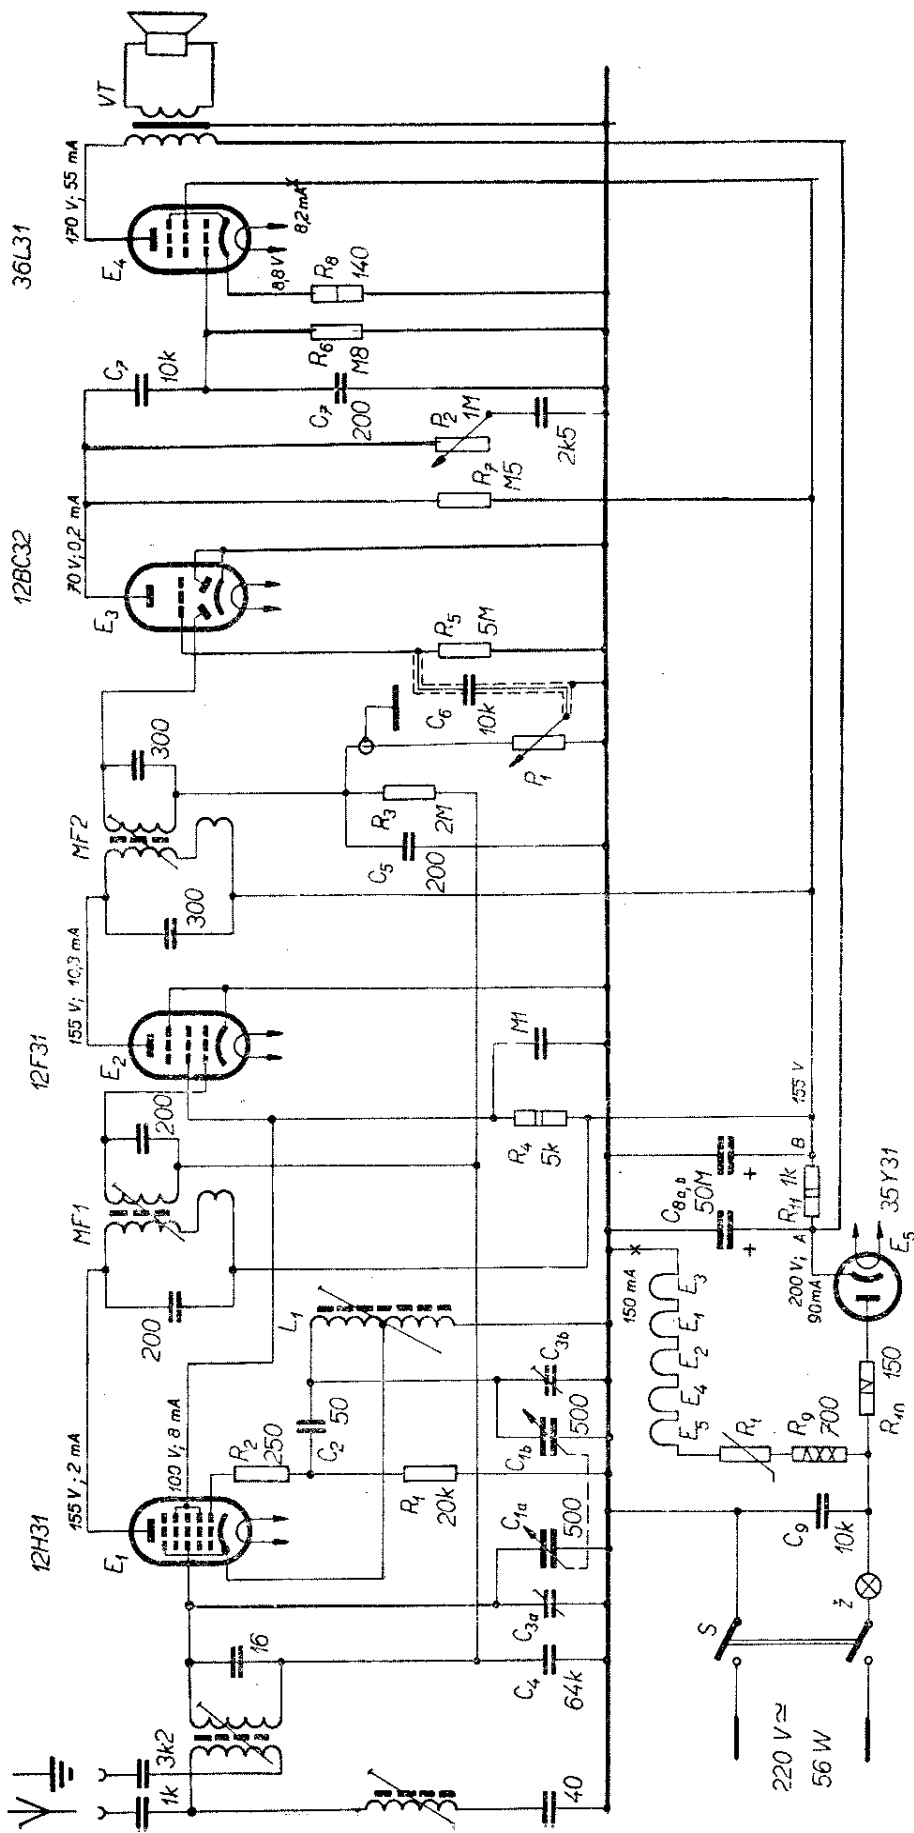 12H31
12F31
12BC32
36L31
1k
3k2
16
40
E1
155 V; 2 mA
100 V; 8 mA
MF1
200
200
E2
155 V; 10,3 mA
MF2
300
300
E3
70 V; 0,2 mA
C7
10k
E4
170 V; 55 mA
VT
8,8 V
8,2 mA
R2
250
C2
50
L1
R1
20k
C4
64k
C3a
C1a
500
C1b
500
C3b
R4
5k
M1
C5
200
R3
2M
P1
C6
10k
R5
5M
R7
M5
P2
1M
2k5
C7
200
R6
M8
R8
140
220 V ≃
56 W
S
Ž
C9
10k
R9
700
Rt
E5
E4
E2
E1
E3
150 mA
R10
150
200 V;
90 mA
A
R11
1k
B
155 V
C8a,b
50M
+
+
E5
35Y31